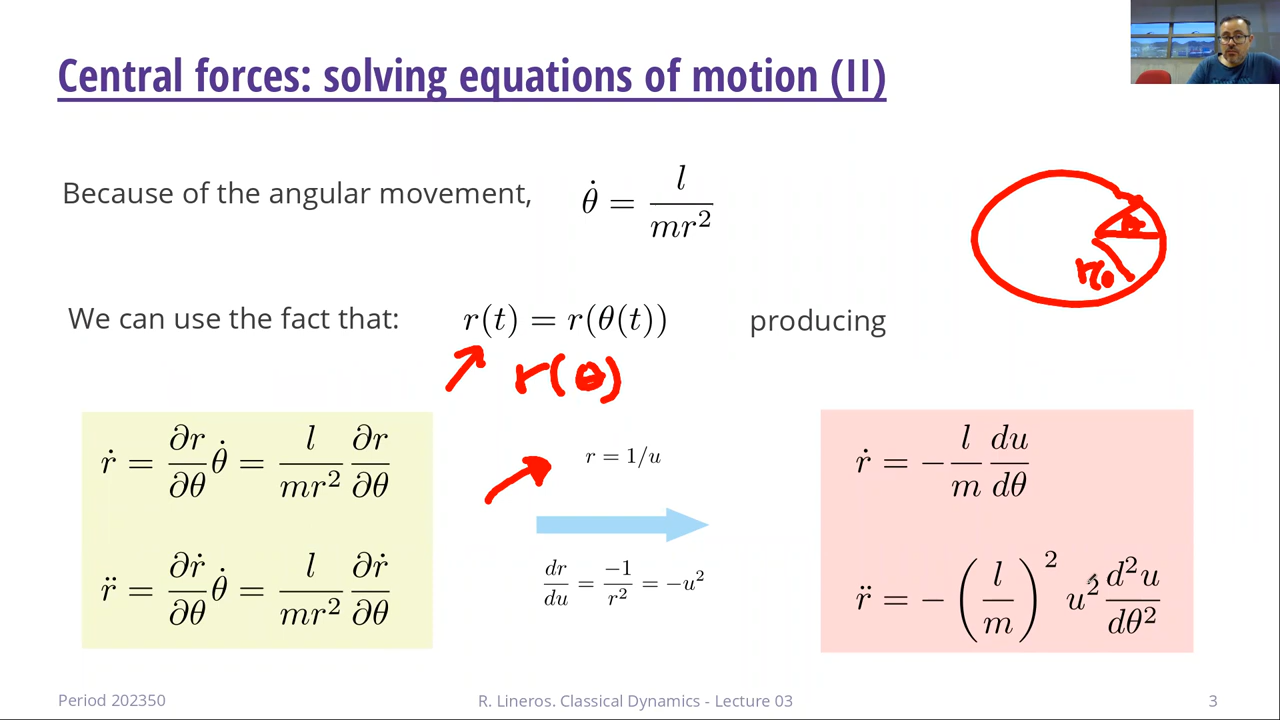 Central forces: solving equations of motion (II)
Because of the angular movement, θ̇ = l/(mr²)
r₀
We can use the fact that: r(t) = r(θ(t)) producing
r(θ)
ṙ = ∂r/∂θ θ̇ = l/(mr²) ∂r/∂θ
r = 1/u
ṙ = − l/m du/dθ
r̈ = ∂ṙ/∂θ θ̇ = l/(mr²) ∂ṙ/∂θ
dr/du = −1/r² = −u²
r̈ = −(l/m)² u² d²u/dθ²
Period 202350 R. Lineros. Classical Dynamics - Lecture 03 3